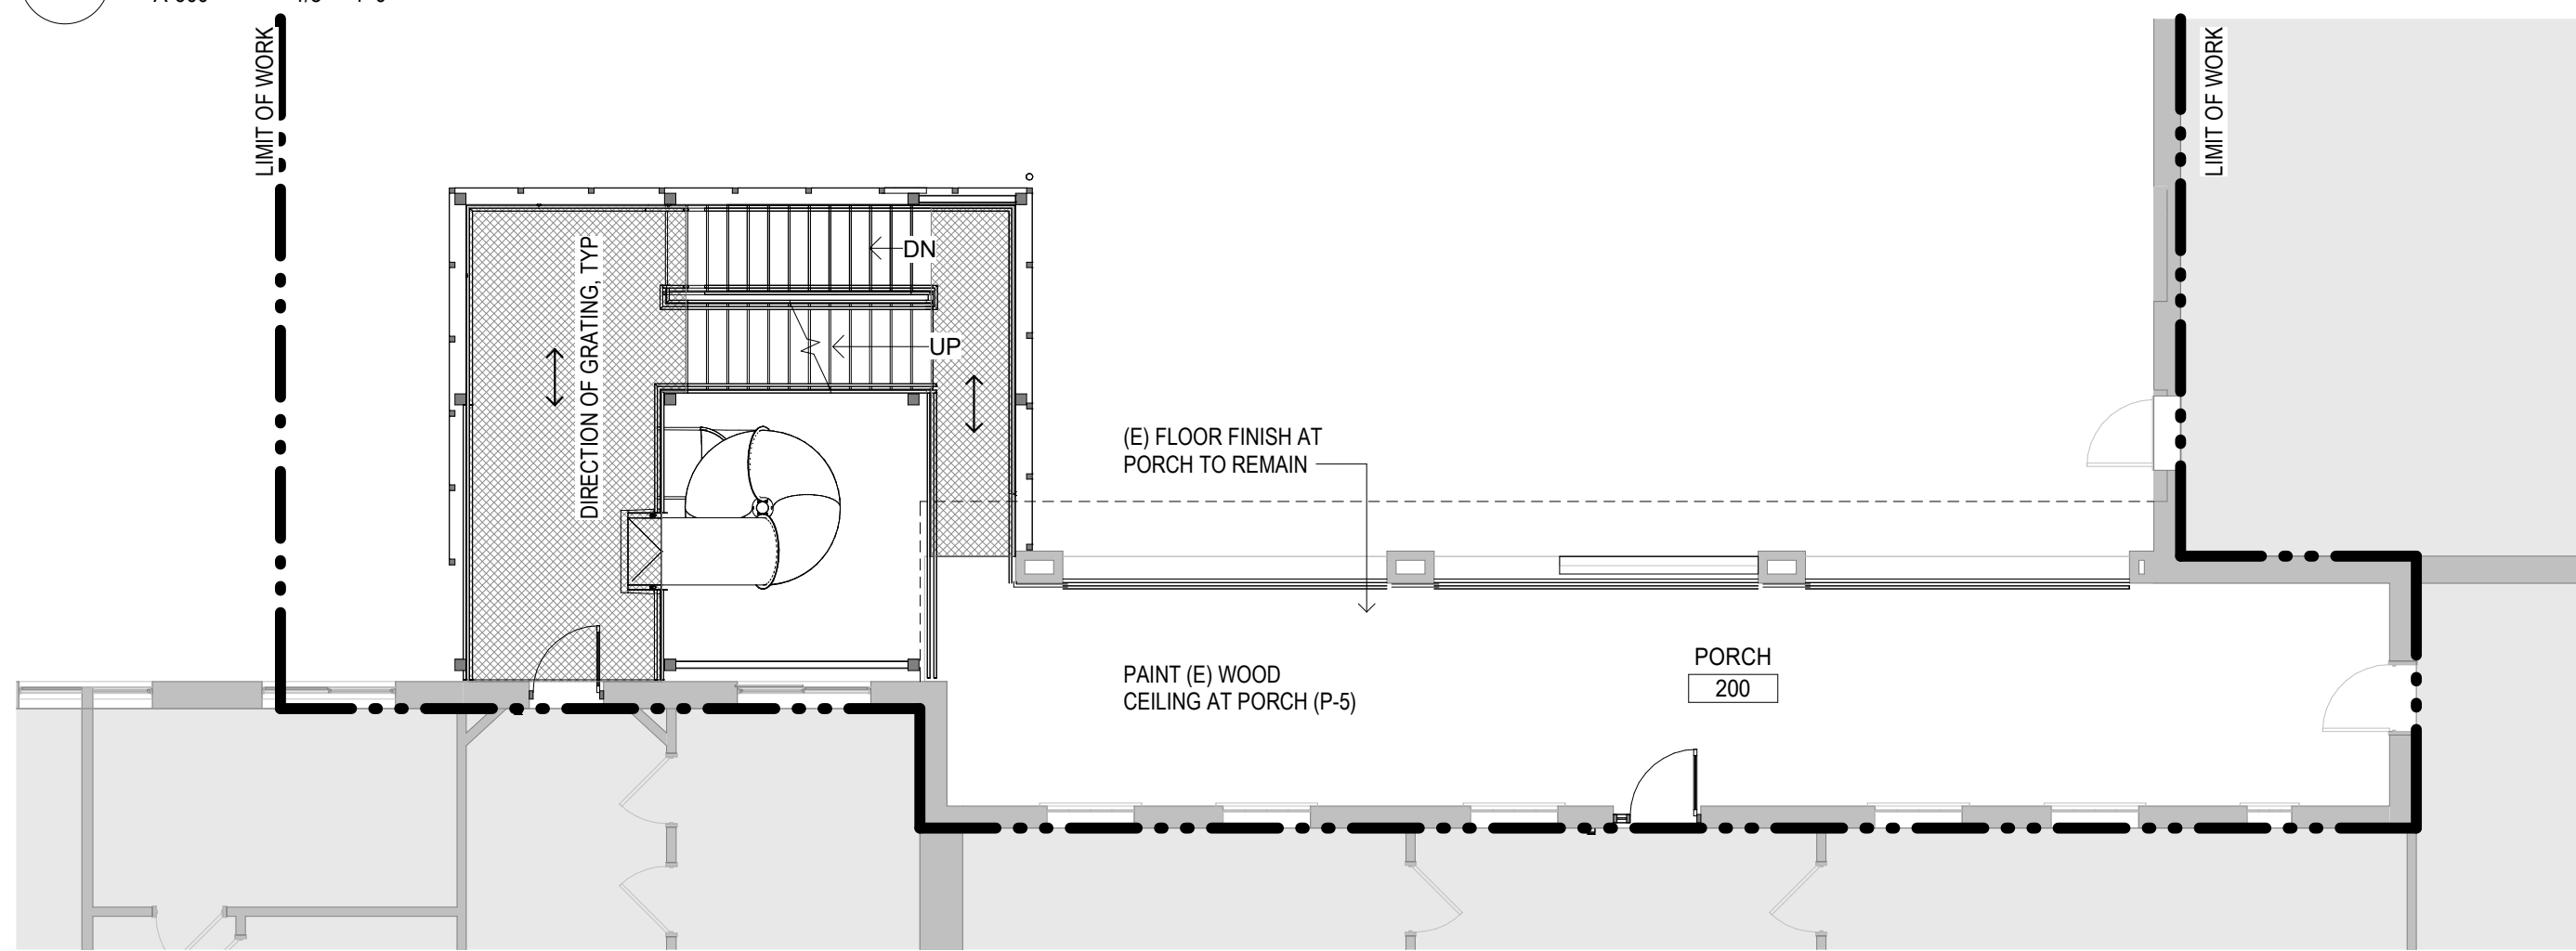 LIMIT OF WORK
LIMIT OF WORK
DN
DIRECTION OF GRATING, TYP
UP
(E) FLOOR FINISH AT
PORCH TO REMAIN
PAINT (E) WOOD
CEILING AT PORCH (P-5)
PORCH
200